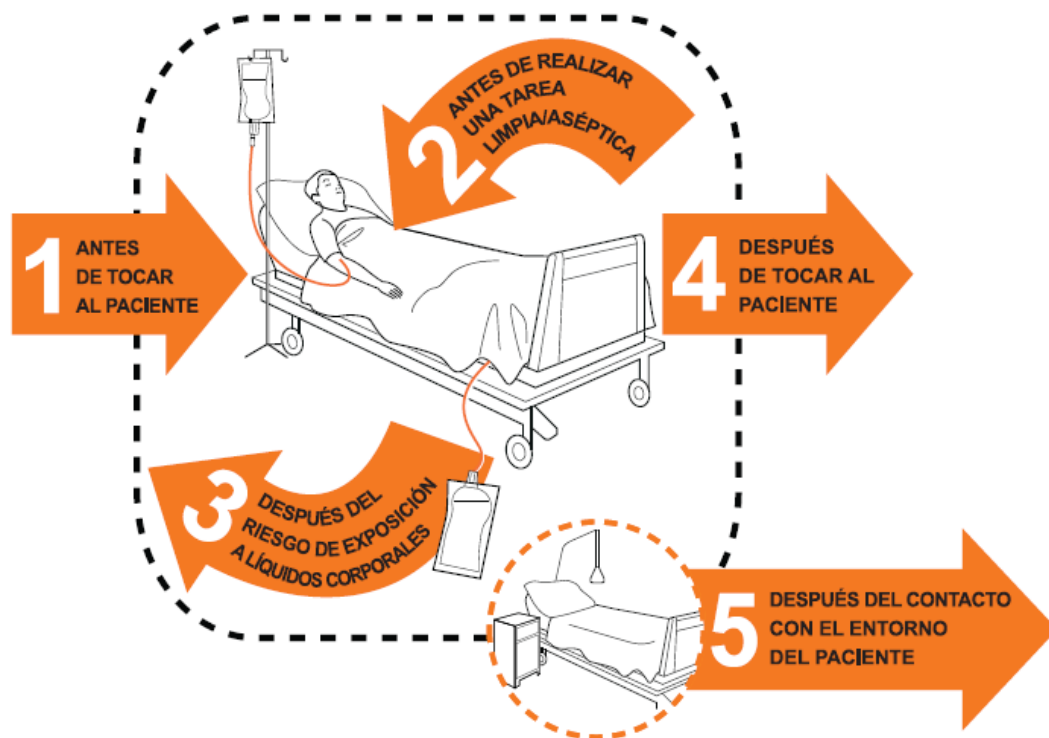 1
ANTES
DE TOCAR
AL PACIENTE
2
ANTES DE REALIZAR
UNA TAREA
LIMPIA/ASÉPTICA
3
DESPUÉS DEL
RIESGO DE EXPOSICIÓN
A LÍQUIDOS CORPORALES
4
DESPUÉS
DE TOCAR AL
PACIENTE
5
DESPUÉS DEL CONTACTO
CON EL ENTORNO
DEL PACIENTE